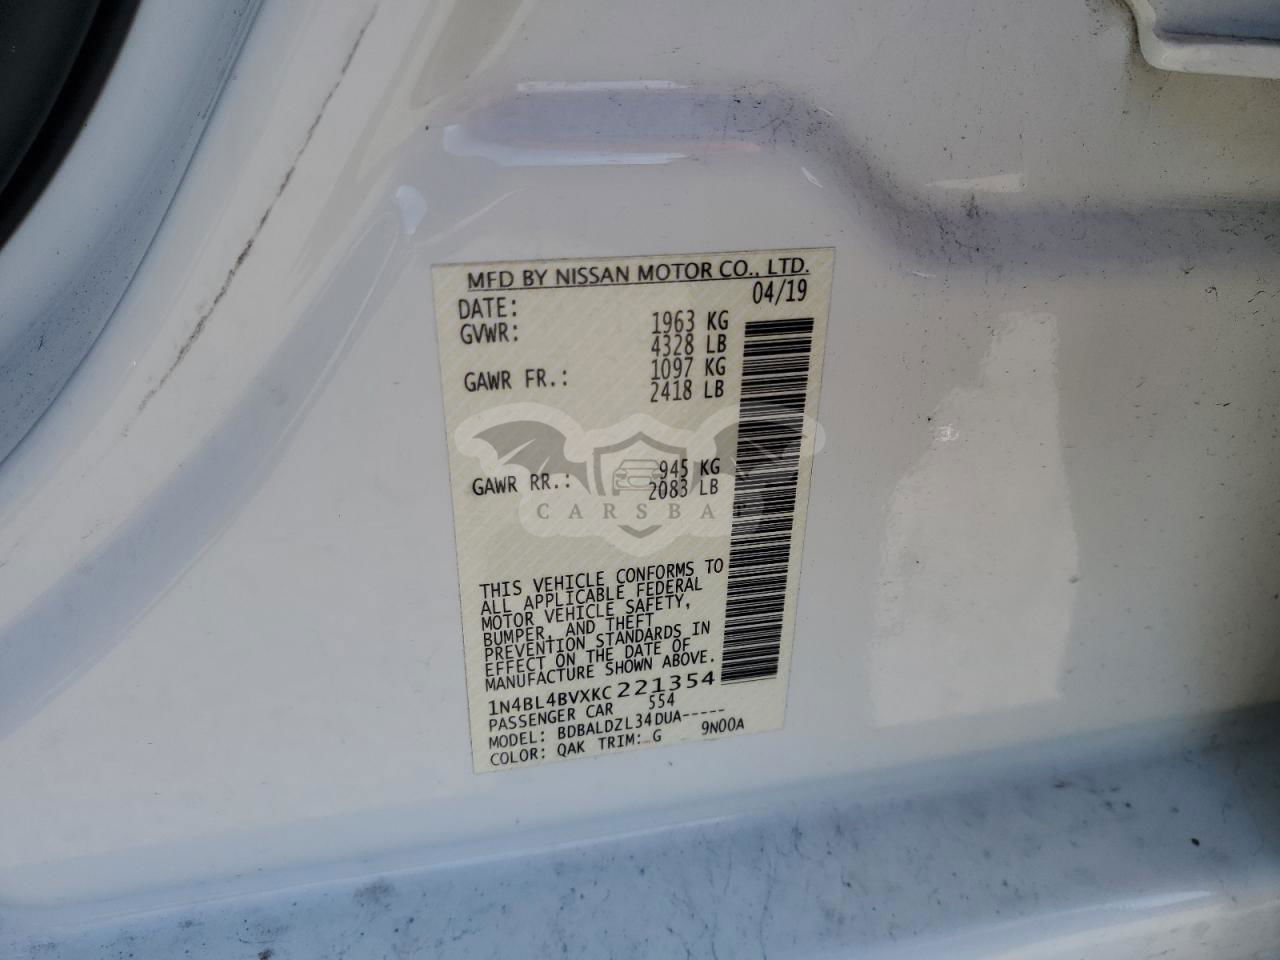 MFD BY NISSAN MOTOR CO., LTD.
DATE: 04/19
GVWR: 1963 KG
4328 LB
GAWR FR.: 1097 KG
2418 LB
GAWR RR.: 945 KG
2083 LB
CARSBA
THIS VEHICLE CONFORMS TO
ALL APPLICABLE FEDERAL
MOTOR VEHICLE SAFETY,
BUMPER, AND THEFT
PREVENTION STANDARDS IN
EFFECT ON THE DATE OF
MANUFACTURE SHOWN ABOVE.
1N4BL4BVXKC221354
PASSENGER CAR 554
MODEL: BDBALDZL34DUA-----
COLOR: QAK TRIM: G 9N00A